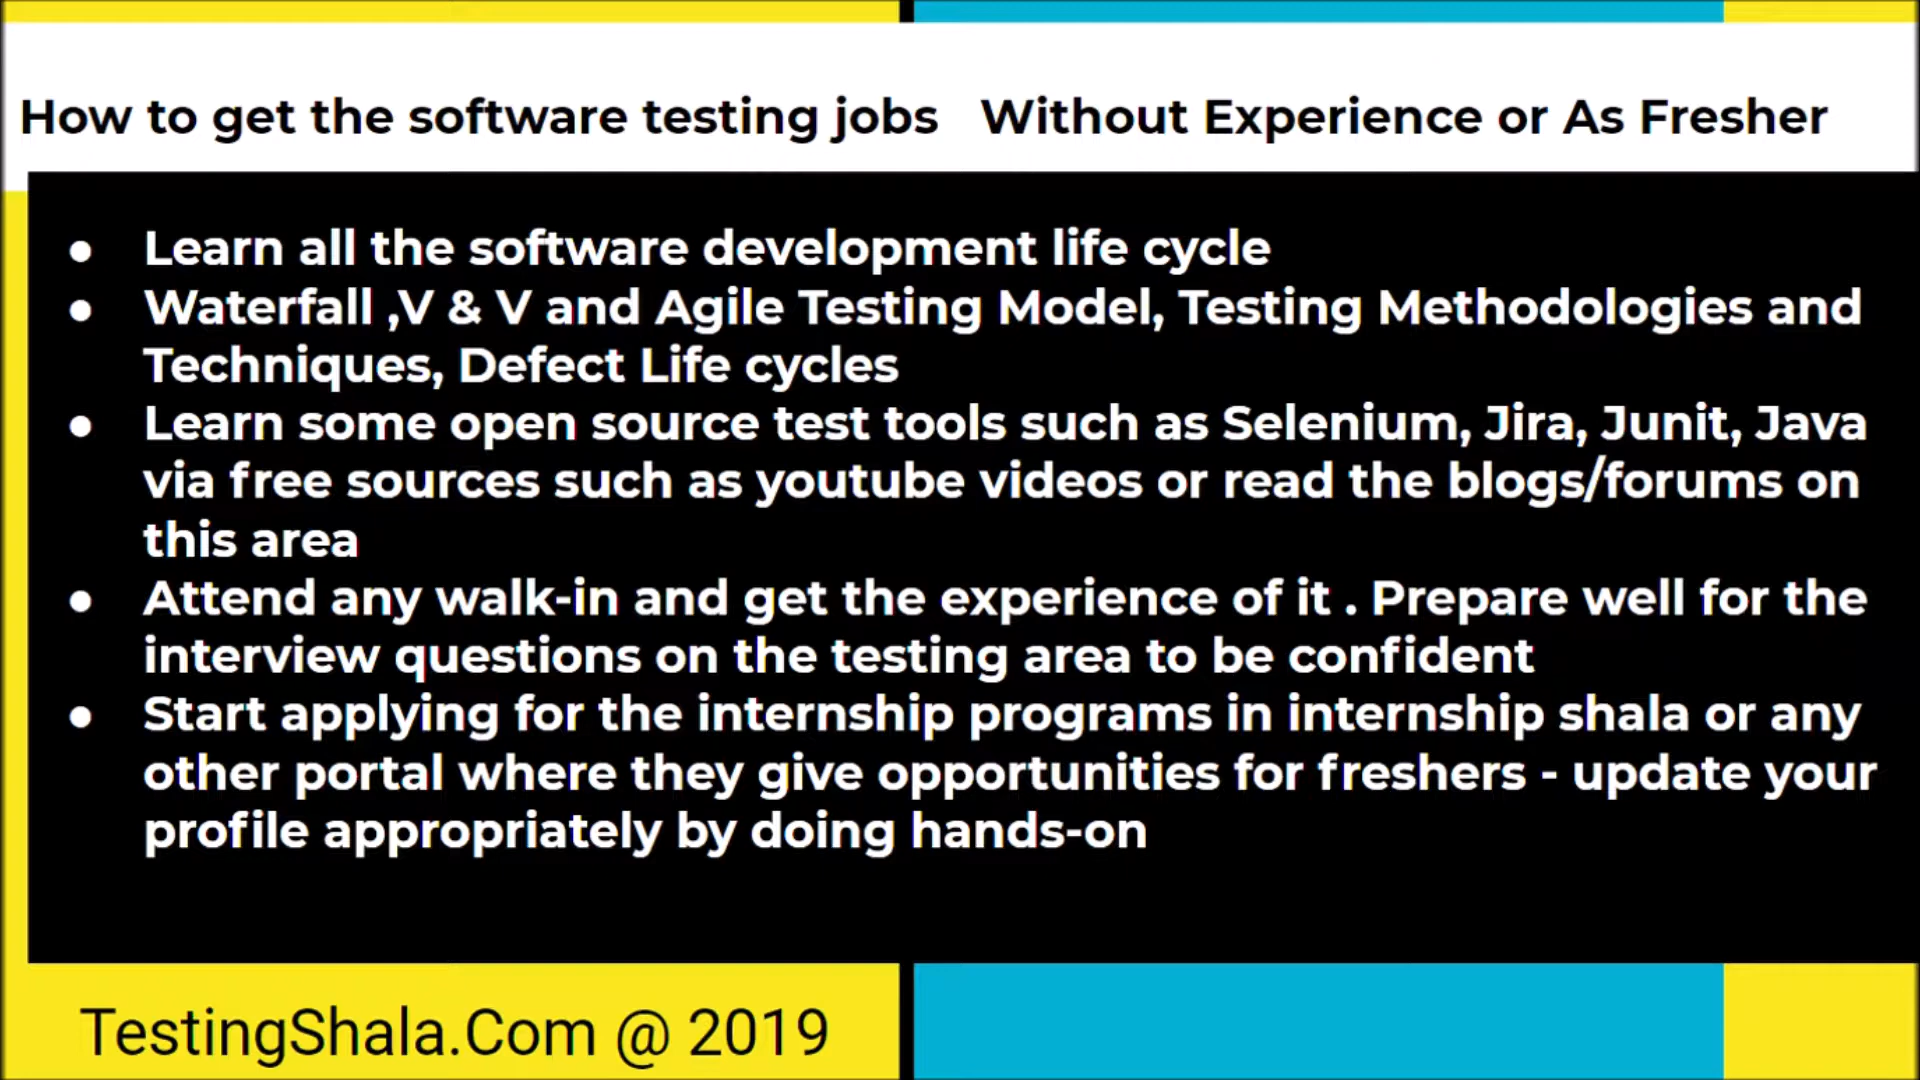 How to get the software testing jobs Without Experience or As Fresher
● Learn all the software development life cycle
● Waterfall ,V & V and Agile Testing Model, Testing Methodologies and
Techniques, Defect Life cycles
● Learn some open source test tools such as Selenium, Jira, Junit, Java
via free sources such as youtube videos or read the blogs/forums on
this area
● Attend any walk-in and get the experience of it . Prepare well for the
interview questions on the testing area to be confident
● Start applying for the internship programs in internship shala or any
other portal where they give opportunities for freshers - update your
profile appropriately by doing hands-on
TestingShala.Com @ 2019